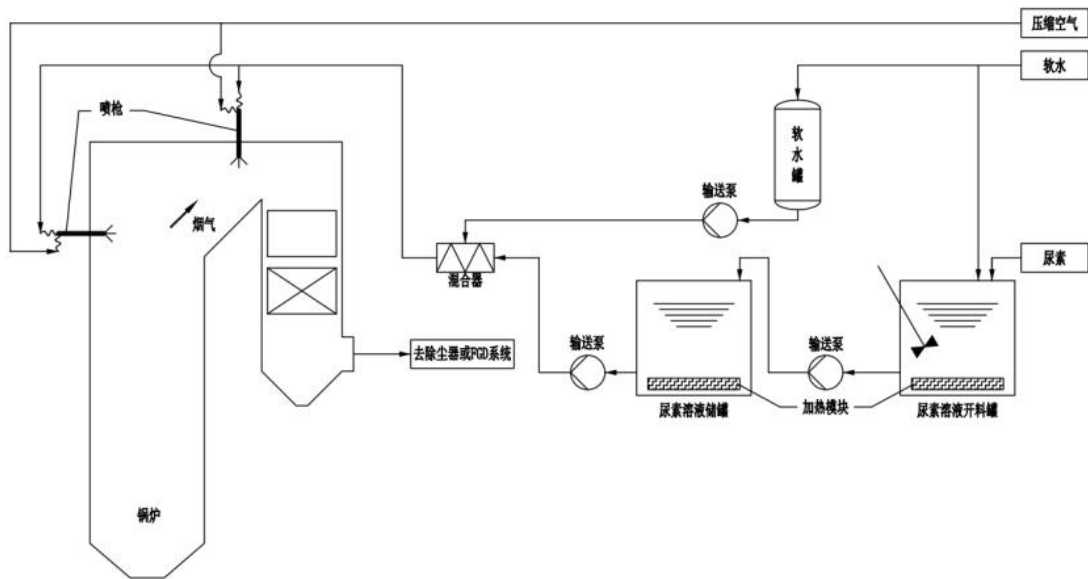 压缩空气
软水
喷枪
软水罐
输送泵
烟气
尿素
混合器
输送泵
输送泵
去除尘器或FGD系统
加热模块
尿素溶液储罐
尿素溶液开料罐
锅炉